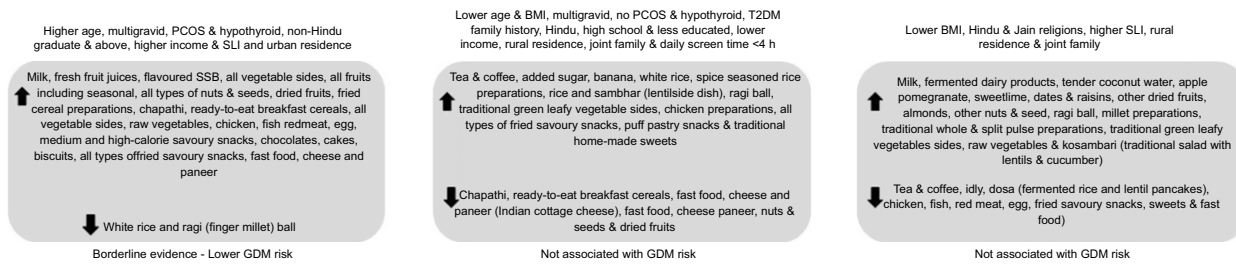 Higher age, multigravid, PCOS & hypothyroid, non-Hindu
graduate & above, higher income & SLI and urban residence
Milk, fresh fruit juices, flavoured SSB, all vegetable sides, all fruits
including seasonal, all types of nuts & seeds, dried fruits, fried
cereal preparations, chapathi, ready-to-eat breakfast cereals, all
vegetable sides, raw vegetables, chicken, fish redmeat, egg,
medium and high-calorie savoury snacks, chocolates, cakes,
biscuits, all types offried savoury snacks, fast food, cheese and
paneer
White rice and ragi (finger millet) ball
Borderline evidence - Lower GDM risk
Lower age & BMI, multigravid, no PCOS & hypothyroid, T2DM
family history, Hindu, high school & less educated, lower
income, rural residence, joint family & daily screen time <4 h
Tea & coffee, added sugar, banana, white rice, spice seasoned rice
preparations, rice and sambhar (lentilside dish), ragi ball,
traditional green leafy vegetable sides, chicken preparations, all
types of fried savoury snacks, puff pastry snacks & traditional
home-made sweets
Chapathi, ready-to-eat breakfast cereals, fast food, cheese and
paneer (Indian cottage cheese), fast food, cheese paneer, nuts &
seeds & dried fruits
Not associated with GDM risk
Lower BMI, Hindu & Jain religions, higher SLI, rural
residence & joint family
Milk, fermented dairy products, tender coconut water, apple
pomegranate, sweetlime, dates & raisins, other dried fruits,
almonds, other nuts & seed, ragi ball, millet preparations,
traditional whole & split pulse preparations, traditional green leafy
vegetables sides, raw vegetables & kosambari (traditional salad with
lentils & cucumber)
Tea & coffee, idly, dosa (fermented rice and lentil pancakes),
chicken, fish, red meat, egg, fried savoury snacks, sweets & fast
food)
Not associated with GDM risk